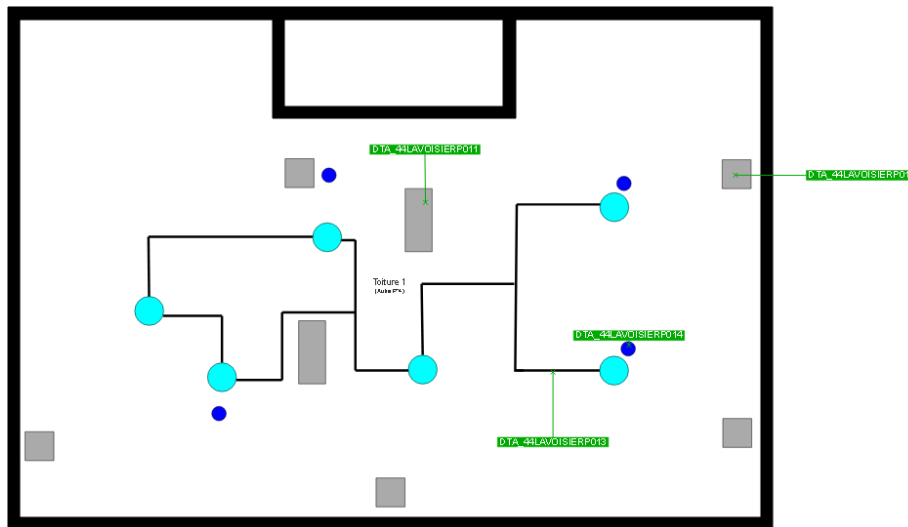 DTA_44LAVOISIERP011
DTA_44LAVOISIERP01
Toiture 1
DTA_44LAVOISIERP014
DTA_44LAVOISIERP013